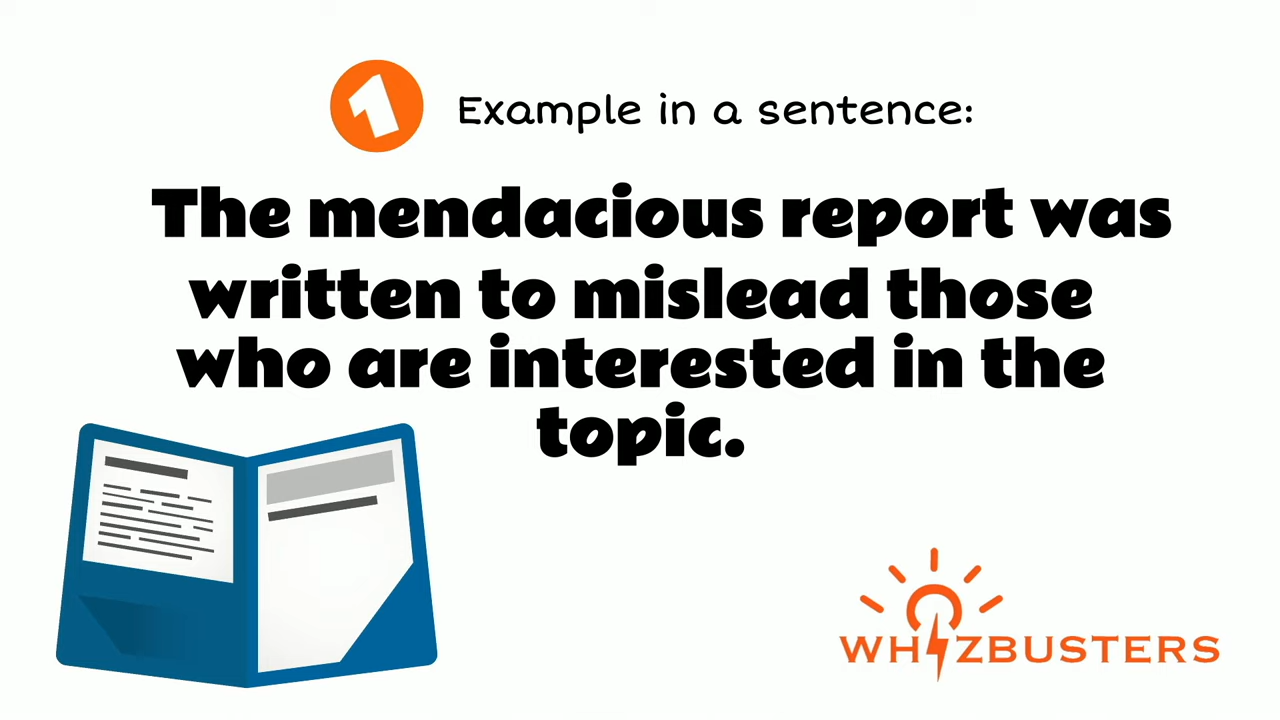 1
Example in a sentence:
The mendacious report was
written to mislead those
who are interested in the
topic.
WHIZBUSTERS